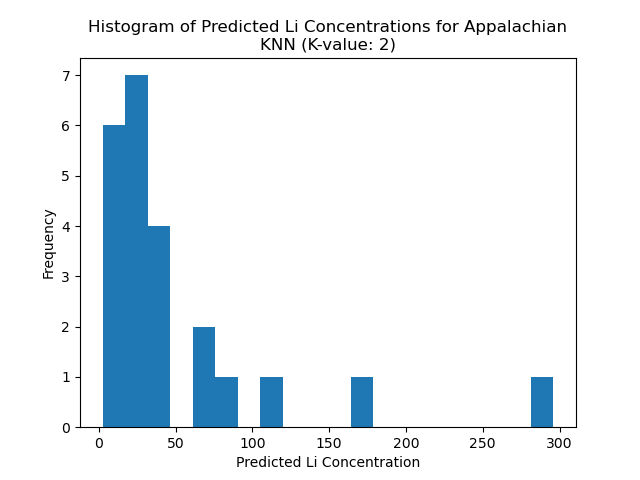 Histogram of Predicted Li Concentrations for Appalachian
KNN (K-value: 2)
7
6
5
4
3
2
1
0
Frequency
0 50 100 150 200 250 300
Predicted Li Concentration